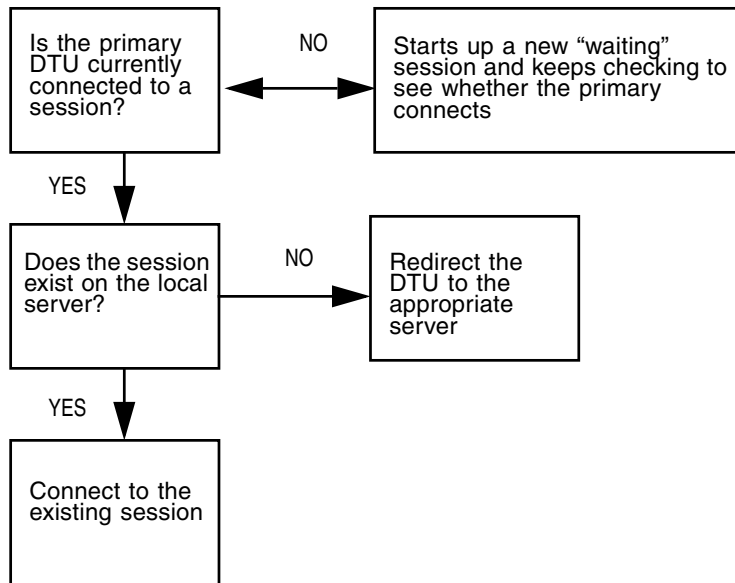 Is the primary
DTU currently
connected to a
session?
NO
Starts up a new “waiting”
session and keeps checking to
see whether the primary
connects
YES
Does the session
exist on the local
server?
NO
Redirect the
DTU to the
appropriate
server
YES
Connect to the
existing session